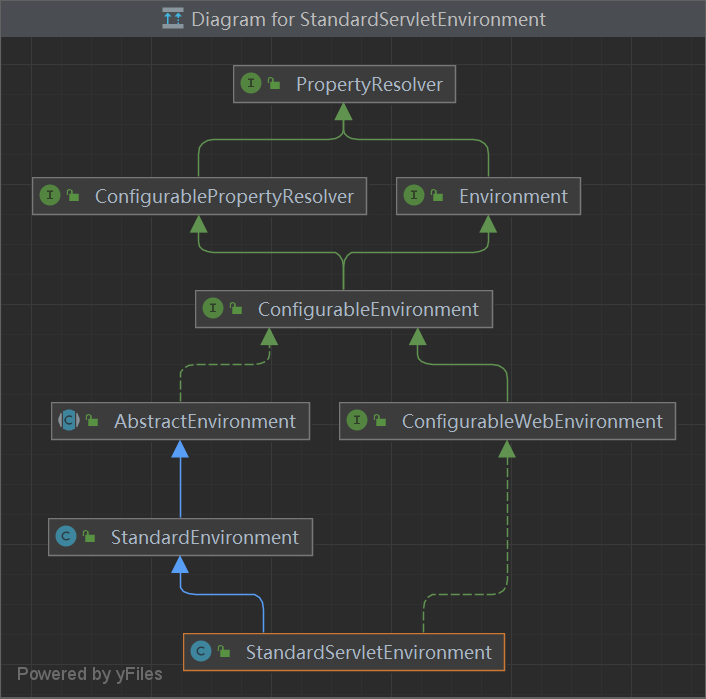 Diagram for StandardServletEnvironment
I PropertyResolver
I ConfigurablePropertyResolver
I Environment
I ConfigurableEnvironment
C AbstractEnvironment
I ConfigurableWebEnvironment
C StandardEnvironment
C StandardServletEnvironment
Powered by yFiles